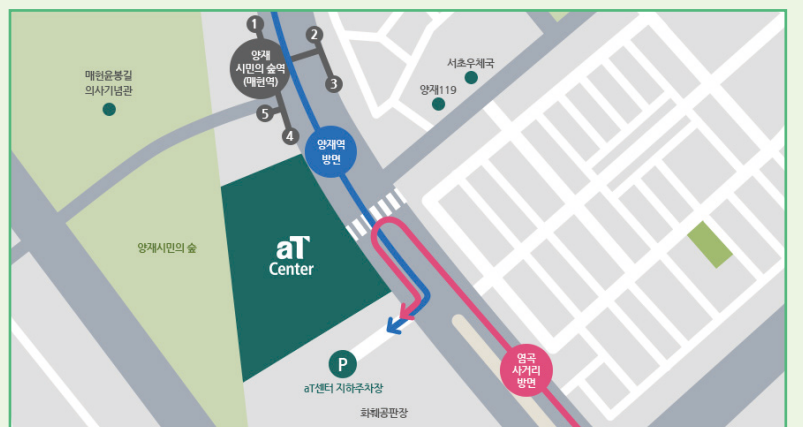 1
2
양재
시민의 숲역
(매헌역)
3
5
4
매헌윤봉길
의사기념관
서초우체국
양재119
양재역
방면
양재시민의 숲
aT
Center
P
aT센터 지하주차장
염곡
사거리
방면
화훼공판장